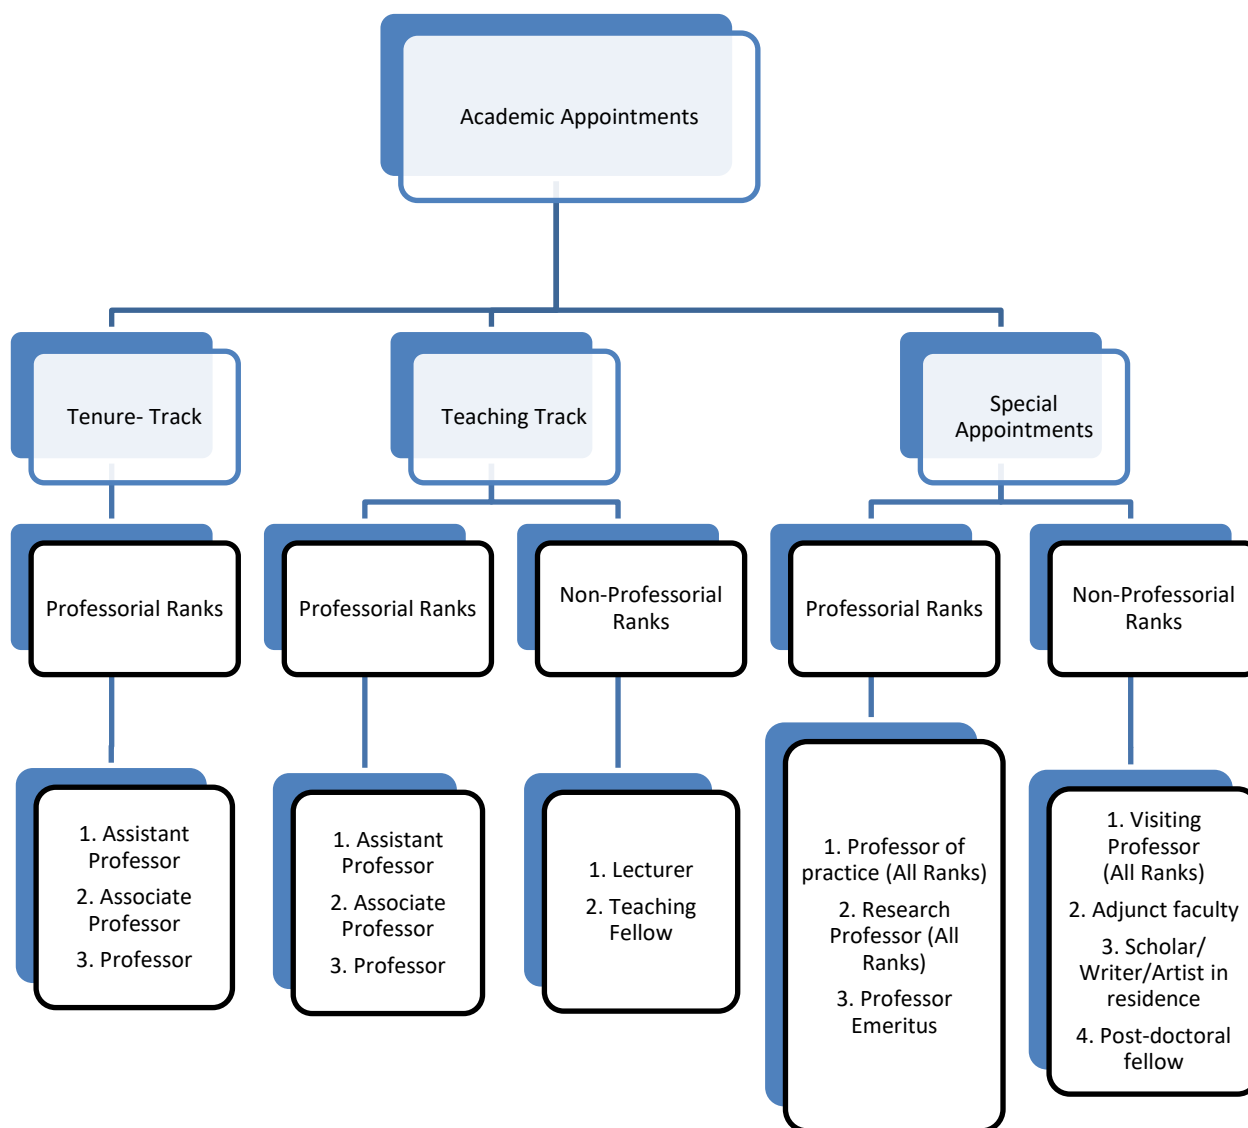 Academic Appointments
Tenure- Track
Teaching Track
Special
Appointments
Professorial Ranks
Professorial Ranks
Non-Professorial
Ranks
Professorial Ranks
Non-Professorial
Ranks
1. Assistant
Professor
2. Associate
Professor
3. Professor
1. Assistant
Professor
2. Associate
Professor
3. Professor
1. Lecturer
2. Teaching
Fellow
1. Professor of
practice (All Ranks)
2. Research
Professor (All
Ranks)
3. Professor
Emeritus
1. Visiting
Professor
(All Ranks)
2. Adjunct faculty
3. Scholar/
Writer/Artist in
residence
4. Post-doctoral
fellow